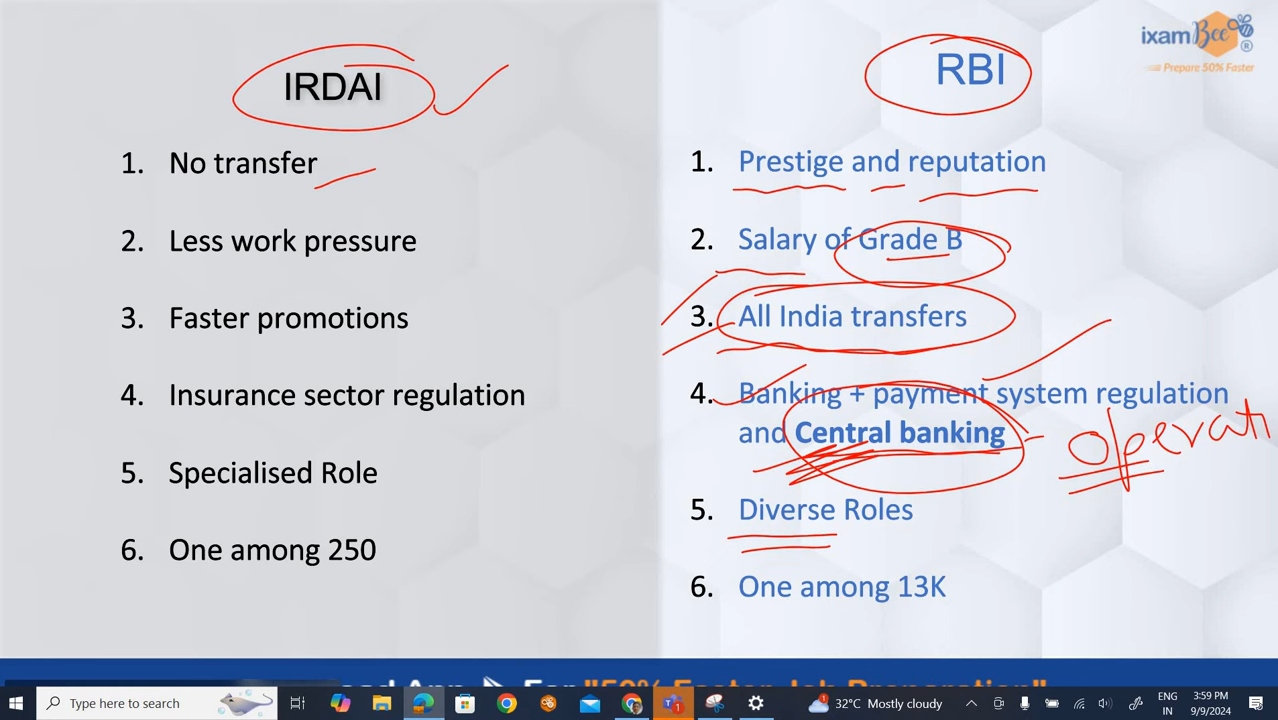 ixamBee
Prepare 50% Faster
IRDAI
1. No transfer
2. Less work pressure
3. Faster promotions
4. Insurance sector regulation
5. Specialised Role
6. One among 250
RBI
1. Prestige and reputation
2. Salary of Grade B
3. All India transfers
4. Banking + payment system regulation
and Central banking - operati
5. Diverse Roles
6. One among 13K
Type here to search
32°C Mostly cloudy
ENG
IN
3:59 PM
9/9/2024